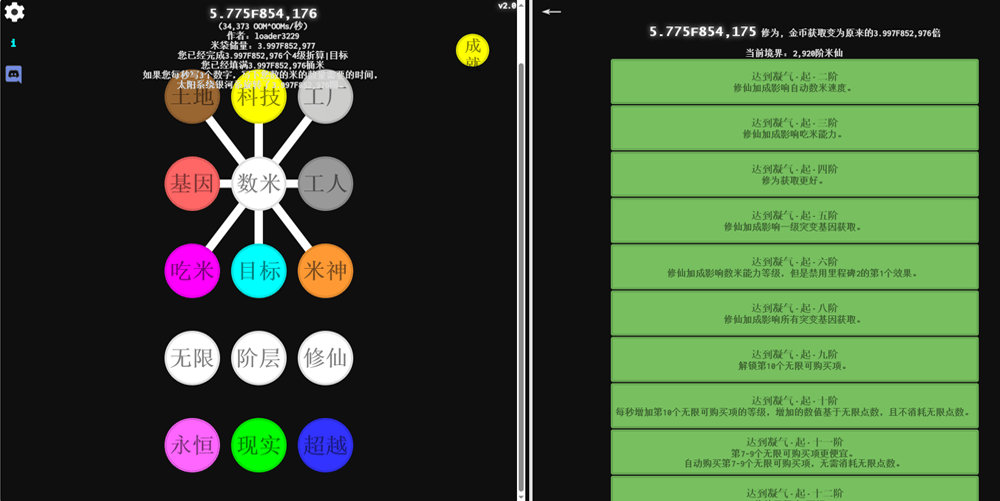 v2.0
5.775F854,176
(34,373 OOM^OOMs/秒)
作者: loader3229
米袋储量: 3.997F852,977
您已经完成3.997F852,976个4级折算|目标
您已经填满3.997F852,976桶米
成就
i
土地
科技
工厂
基因
数米
工人
吃米
目标
米神
无限
阶层
修仙
永恒
现实
超越
5.775F854,175 修为, 金币获取变为原来的3.997F852,976倍
当前境界: 2,920阶米仙
达到凝气-起-二阶
修仙加成影响自动数米速度。
达到凝气-起-三阶
修仙加成影响吃米能力。
达到凝气-起-四阶
修为获取更好。
达到凝气-起-五阶
修仙加成影响一级突变基因获取。
达到凝气-起-六阶
修仙加成影响数米能力等级, 但是禁用里程碑2的第1个效果。
达到凝气-起-八阶
修仙加成影响所有突变基因获取。
达到凝气-起-九阶
解锁第10个无限可购买项。
达到凝气-起-十阶
每秒增加第10个无限可购买项的等级, 增加的数值基于无限点数, 且不消耗无限点数。
达到凝气-起-十一阶
第7-9个无限可购买项更便宜。
自动购买第7-9个无限可购买项, 无需消耗无限点数。
达到凝气-起-十二阶